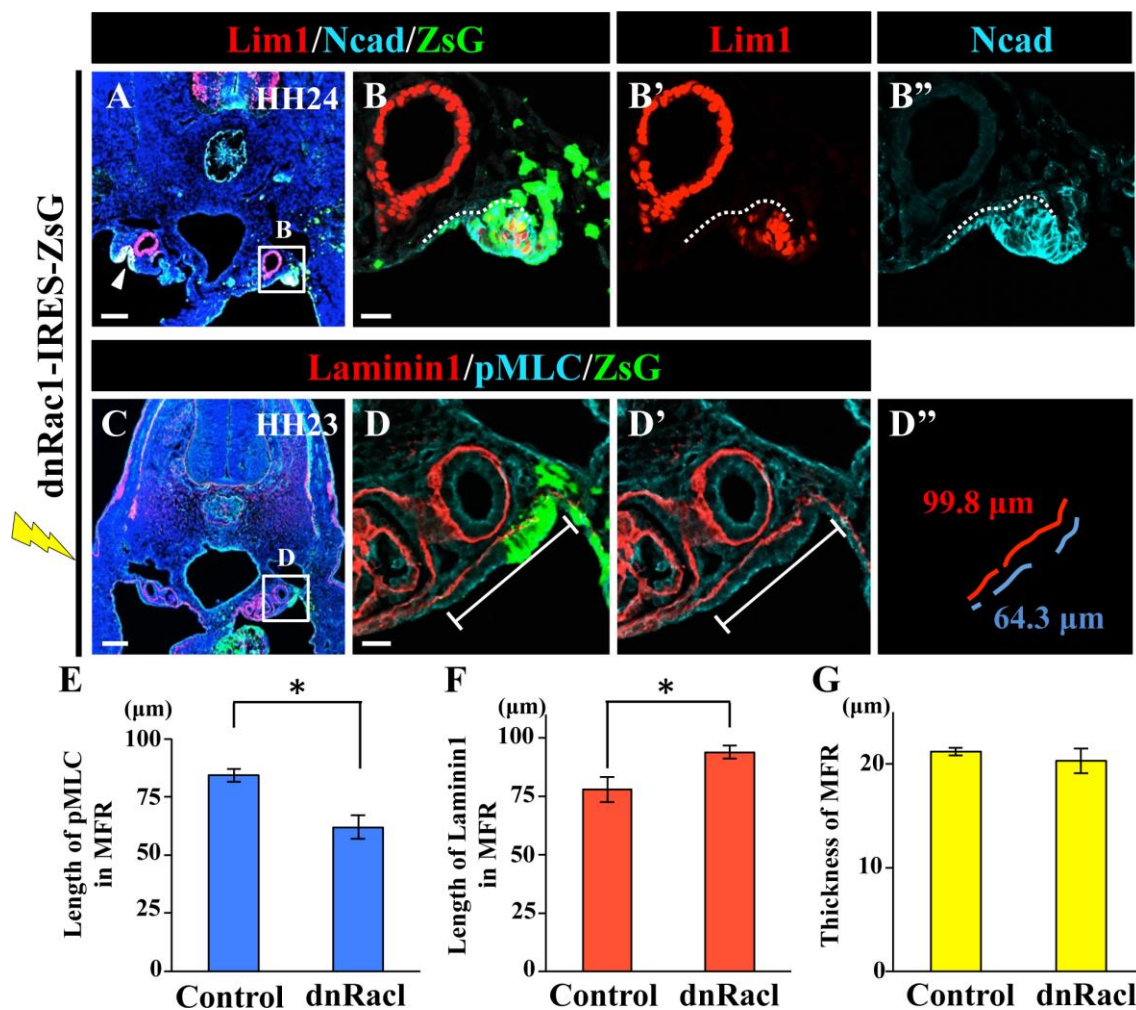 Lim1/Ncad/ZsG
Lim1
Ncad
dnRac1-IRES-ZsG
A
HH24
B
B
B’
B”
Laminin1/pMLC/ZsG
C
HH23
D
D
D’
D”
99.8 μm
64.3 μm
E
(μm)
*
100
75
50
25
0
Length of pMLC
in MFR
Control
dnRacl
F
(μm)
*
100
75
50
25
0
Length of Laminin1
in MFR
Control
dnRacl
G
(μm)
20
10
0
Thickness of MFR
Control
dnRacl